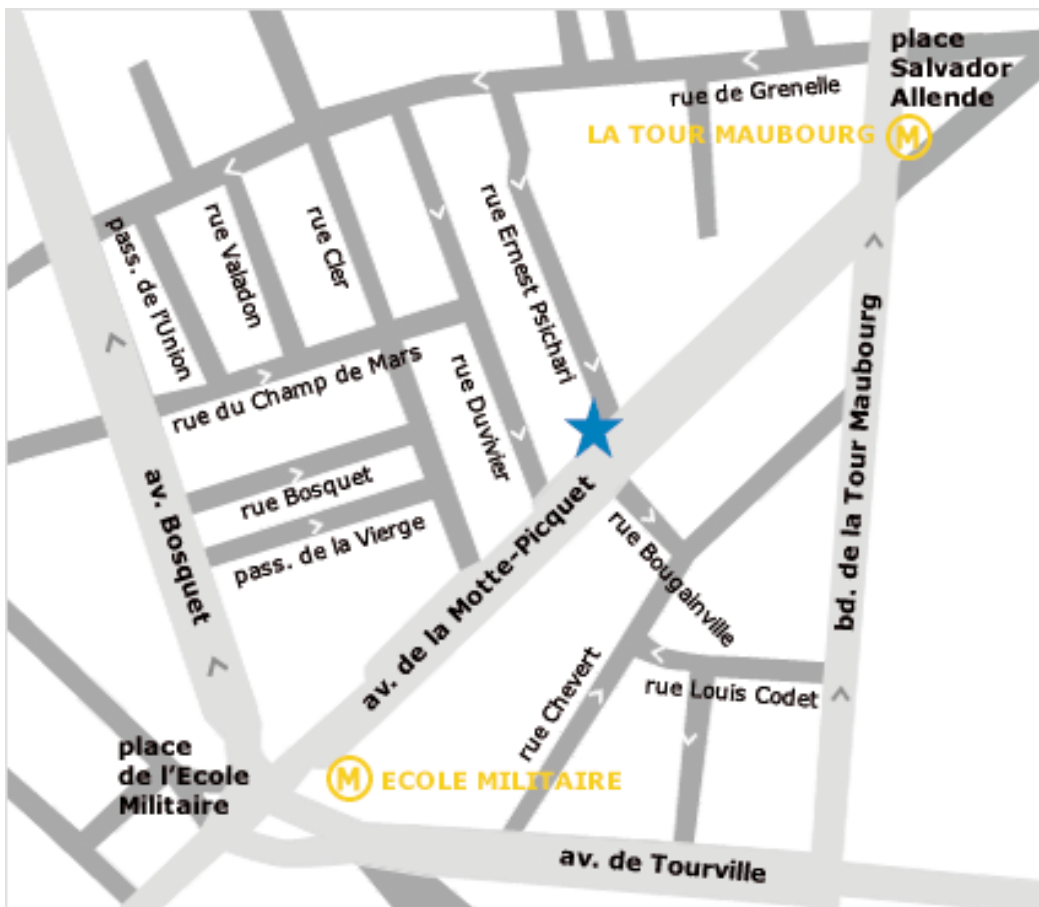 place
Salvador
Allende
rue de Grenelle
LA TOUR MAUBOURG M
pass. de l'Union
rue Valadon
rue Cler
rue Ernest Psichari
rue du Champ de Mars
rue Duvivier
bd. de la Tour Maubourg
av. Bosquet
rue Bosquet
pass. de la Vierge
av. de la Motte-Picquet
rue Bougainville
rue Chevert
rue Louis Codet
place
de l'Ecole
Militaire
M ECOLE MILITAIRE
av. de Tourville